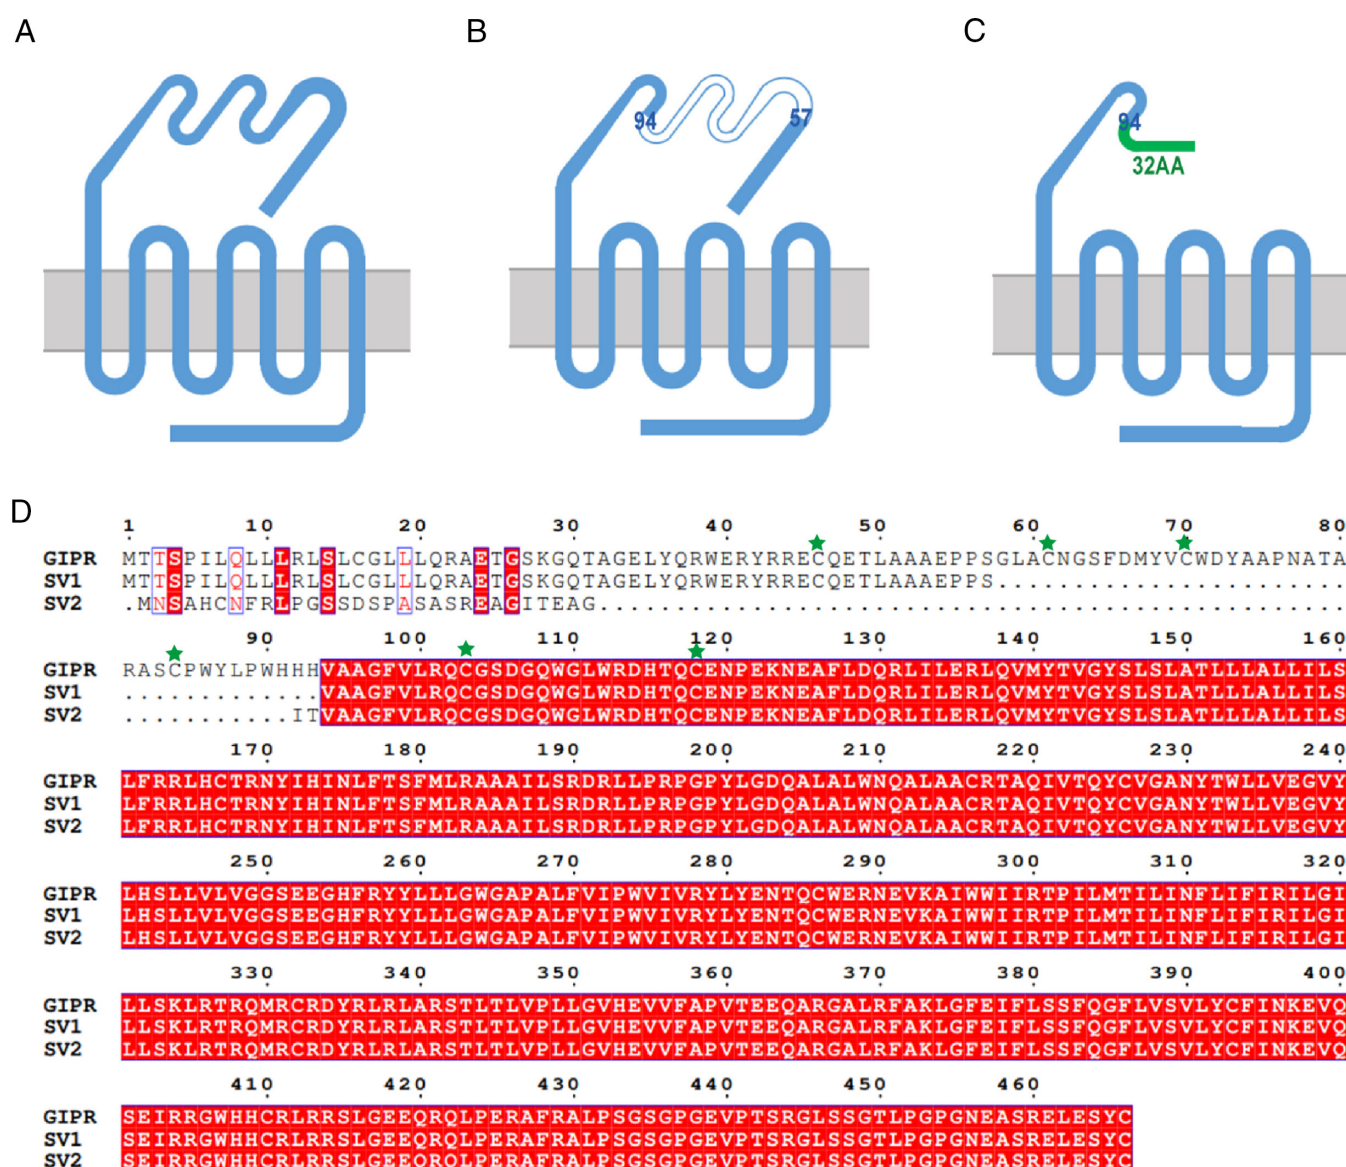 A B C
94 57 94
32AA
D
1 10 20 30 40 50 60 70 80
GIPR MTTSPILQLLLRLSLCGLLLQRAETGSKGQTAGELYQRWERYRRECQETLAAAEPPSGLACNGSFDMYVCWDYAAPNATA
SV1 MTTSPILQLLLRLSLCGLLLQRAETGSKGQTAGELYQRWERYRRECQETLAAAEPPS.......................
SV2 .MNSAHCNFRLPGSSDSPASASREAGITEAG.................................................
90 100 110 120 130 140 150 160
GIPR RASCPWYLPWHHHVAAGFVLRQCGSDGQWGLWRDHTQCENPEKNEAFLDQRLILERLQVMYTVGYSLSLATLLLALLILS
SV1 .............VAAGFVLRQCGSDGQWGLWRDHTQCENPEKNEAFLDQRLILERLQVMYTVGYSLSLATLLLALLILS
SV2 ...........ITVAAGFVLRQCGSDGQWGLWRDHTQCENPEKNEAFLDQRLILERLQVMYTVGYSLSLATLLLALLILS
170 180 190 200 210 220 230 240
GIPR LFRRLHCTRNYIHINLFTSFMLRAAAILSRDRLLPRPGPYLGDQALALWNQALAACRTAQIVTQYCVGANYTWLLVEGVY
SV1 LFRRLHCTRNYIHINLFTSFMLRAAAILSRDRLLPRPGPYLGDQALALWNQALAACRTAQIVTQYCVGANYTWLLVEGVY
SV2 LFRRLHCTRNYIHINLFTSFMLRAAAILSRDRLLPRPGPYLGDQALALWNQALAACRTAQIVTQYCVGANYTWLLVEGVY
250 260 270 280 290 300 310 320
GIPR LHSLLVLVGGSEEGHFRYYLLLGWGAPALFVIPWVIVRYLYENTQCWERNEVKAIWWIIRTPILMTILINFLIFIRILGI
SV1 LHSLLVLVGGSEEGHFRYYLLLGWGAPALFVIPWVIVRYLYENTQCWERNEVKAIWWIIRTPILMTILINFLIFIRILGI
SV2 LHSLLVLVGGSEEGHFRYYLLLGWGAPALFVIPWVIVRYLYENTQCWERNEVKAIWWIIRTPILMTILINFLIFIRILGI
330 340 350 360 370 380 390 400
GIPR LLSKLRTRQMRCRDYRLRLARSTLTLVPLLGVHEVVFAPVTEEQARGALRFAKLGFEIFLSSFQGFLVSVLYCFINKEVQ
SV1 LLSKLRTRQMRCRDYRLRLARSTLTLVPLLGVHEVVFAPVTEEQARGALRFAKLGFEIFLSSFQGFLVSVLYCFINKEVQ
SV2 LLSKLRTRQMRCRDYRLRLARSTLTLVPLLGVHEVVFAPVTEEQARGALRFAKLGFEIFLSSFQGFLVSVLYCFINKEVQ
410 420 430 440 450 460
GIPR SEIRRGWHHCRLRRSLGEEQRQLPERAFRALPSGSGPGEVPTSRGLSSGTLPGPGNEASRELESYC
SV1 SEIRRGWHHCRLRRSLGEEQRQLPERAFRALPSGSGPGEVPTSRGLSSGTLPGPGNEASRELESYC
SV2 SEIRRGWHHCRLRRSLGEEQRQLPERAFRALPSGSGPGEVPTSRGLSSGTLPGPGNEASRELESYC